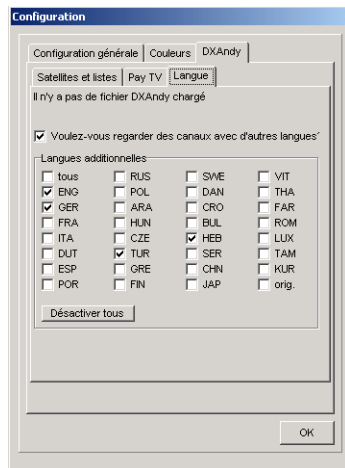 Configuration
Configuration générale Couleurs DXAndy
Satellites et listes Pay TV Langue
Il n'y a pas de fichier DXAndy chargé
Voulez-vous regarder des canaux avec d'autres langues'
Langues additionnelles
tous RUS SWE VIT
ENG POL DAN THA
GER ARA CRO FAR
FRA HUN BUL ROM
ITA CZE HEB LUX
DUT TUR SER TAM
ESP GRE CHN KUR
POR FIN JAP orig.
Désactiver tous
OK